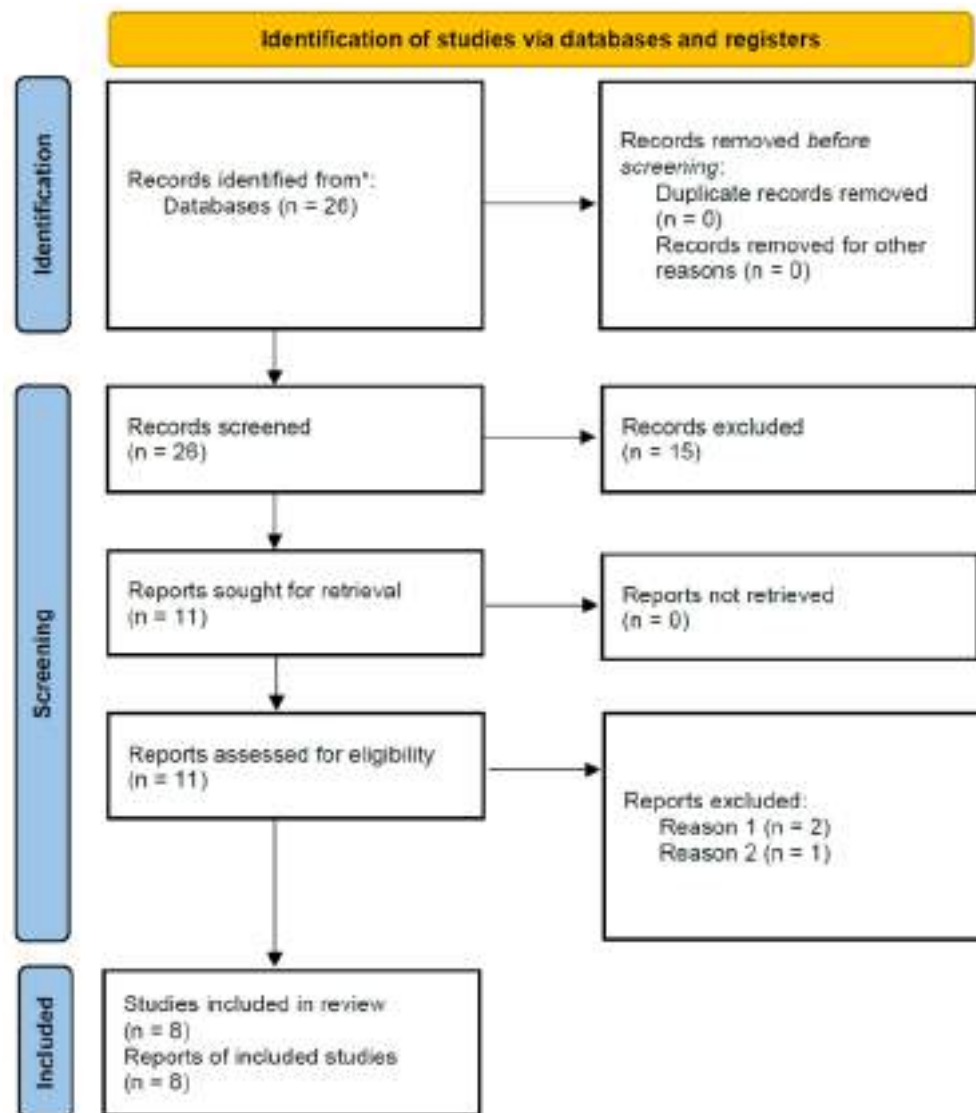 Identification of studies via databases and registers
Identification
Records identified from*:
Databases (n = 26)
Records removed before
screening:
Duplicate records removed
(n = 0)
Records removed for other
reasons (n = 0)
Screening
Records screened
(n = 26)
Records excluded
(n = 15)
Reports sought for retrieval
(n = 11)
Reports not retrieved
(n = 0)
Reports assessed for eligibility
(n = 11)
Reports excluded:
Reason 1 (n = 2)
Reason 2 (n = 1)
Included
Studies included in review
(n = 8)
Reports of included studies
(n = 8)